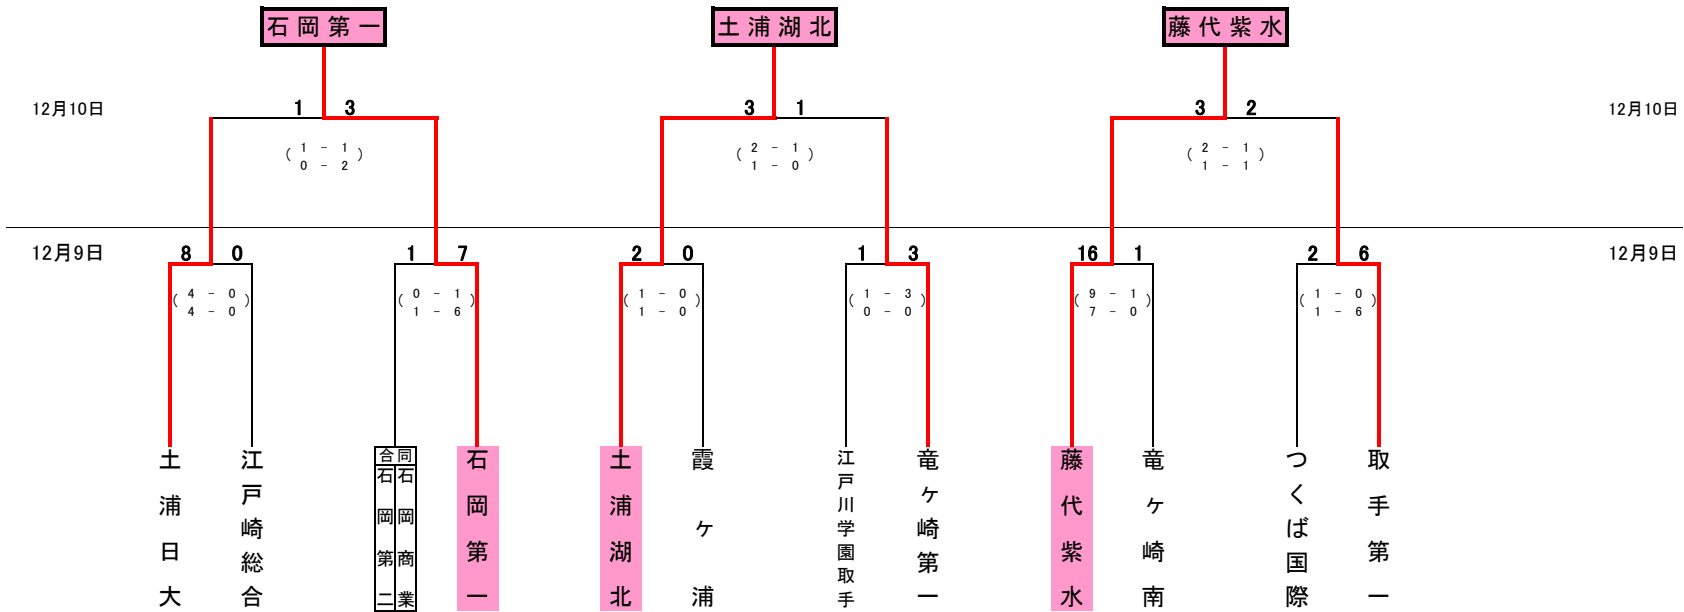 石岡第一 土浦湖北 藤代紫水
12月10日 1 3 3 1 3 2 12月10日
( 1 - 1 ) ( 2 - 1 ) ( 2 - 1 )
0 - 2 1 - 0 1 - 1
12月9日 8 0 1 7 2 0 1 3 16 1 2 6 12月9日
( 4 - 0 ) ( 0 - 1 ) ( 1 - 0 ) ( 1 - 3 ) ( 9 - 1 ) ( 1 - 0 )
4 - 0 1 - 6 1 - 0 0 - 0 7 - 0 1 - 6
土浦日大
江戸崎総合
合同
石岡第二
石岡商業
石岡第一
土浦湖北
霞ヶ浦
江戸川学園取手
竜ヶ崎第一
藤代紫水
竜ヶ崎南
つくば国際
取手第一